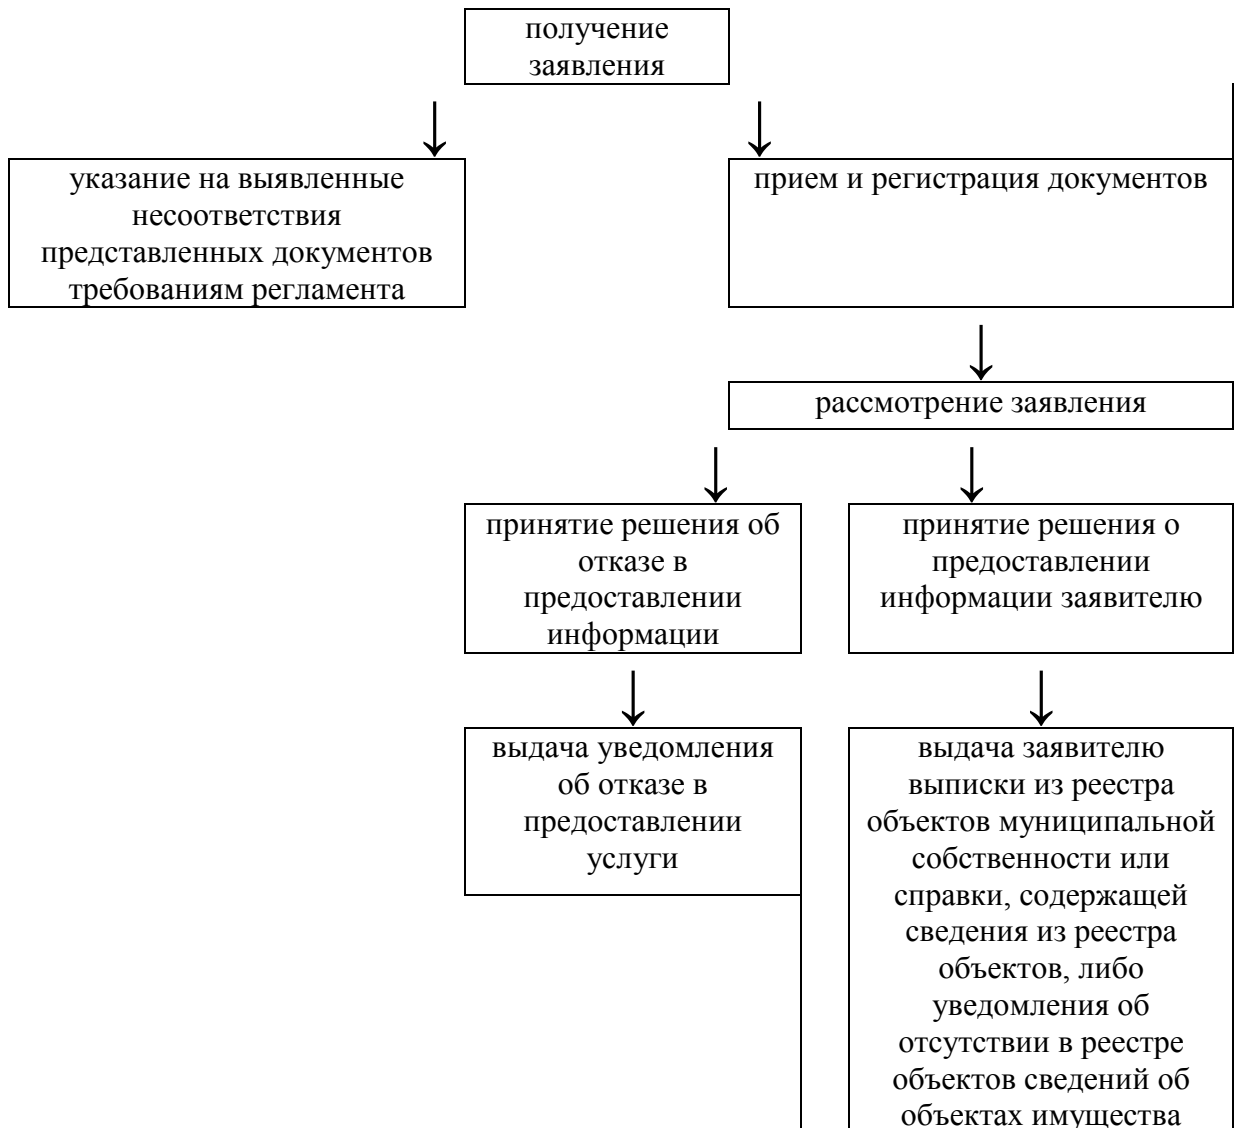 получение
заявления
указание на выявленные
несоответствия
представленных документов
требованиям регламента
прием и регистрация документов
рассмотрение заявления
принятие решения об
отказе в
предоставлении
информации
принятие решения о
предоставлении
информации заявителю
выдача уведомления
об отказе в
предоставлении
услуги
выдача заявителю
выписки из реестра
объектов муниципальной
собственности или
справки, содержащей
сведения из реестра
объектов, либо
уведомления об
отсутствии в реестре
объектов сведений об
объектах имущества